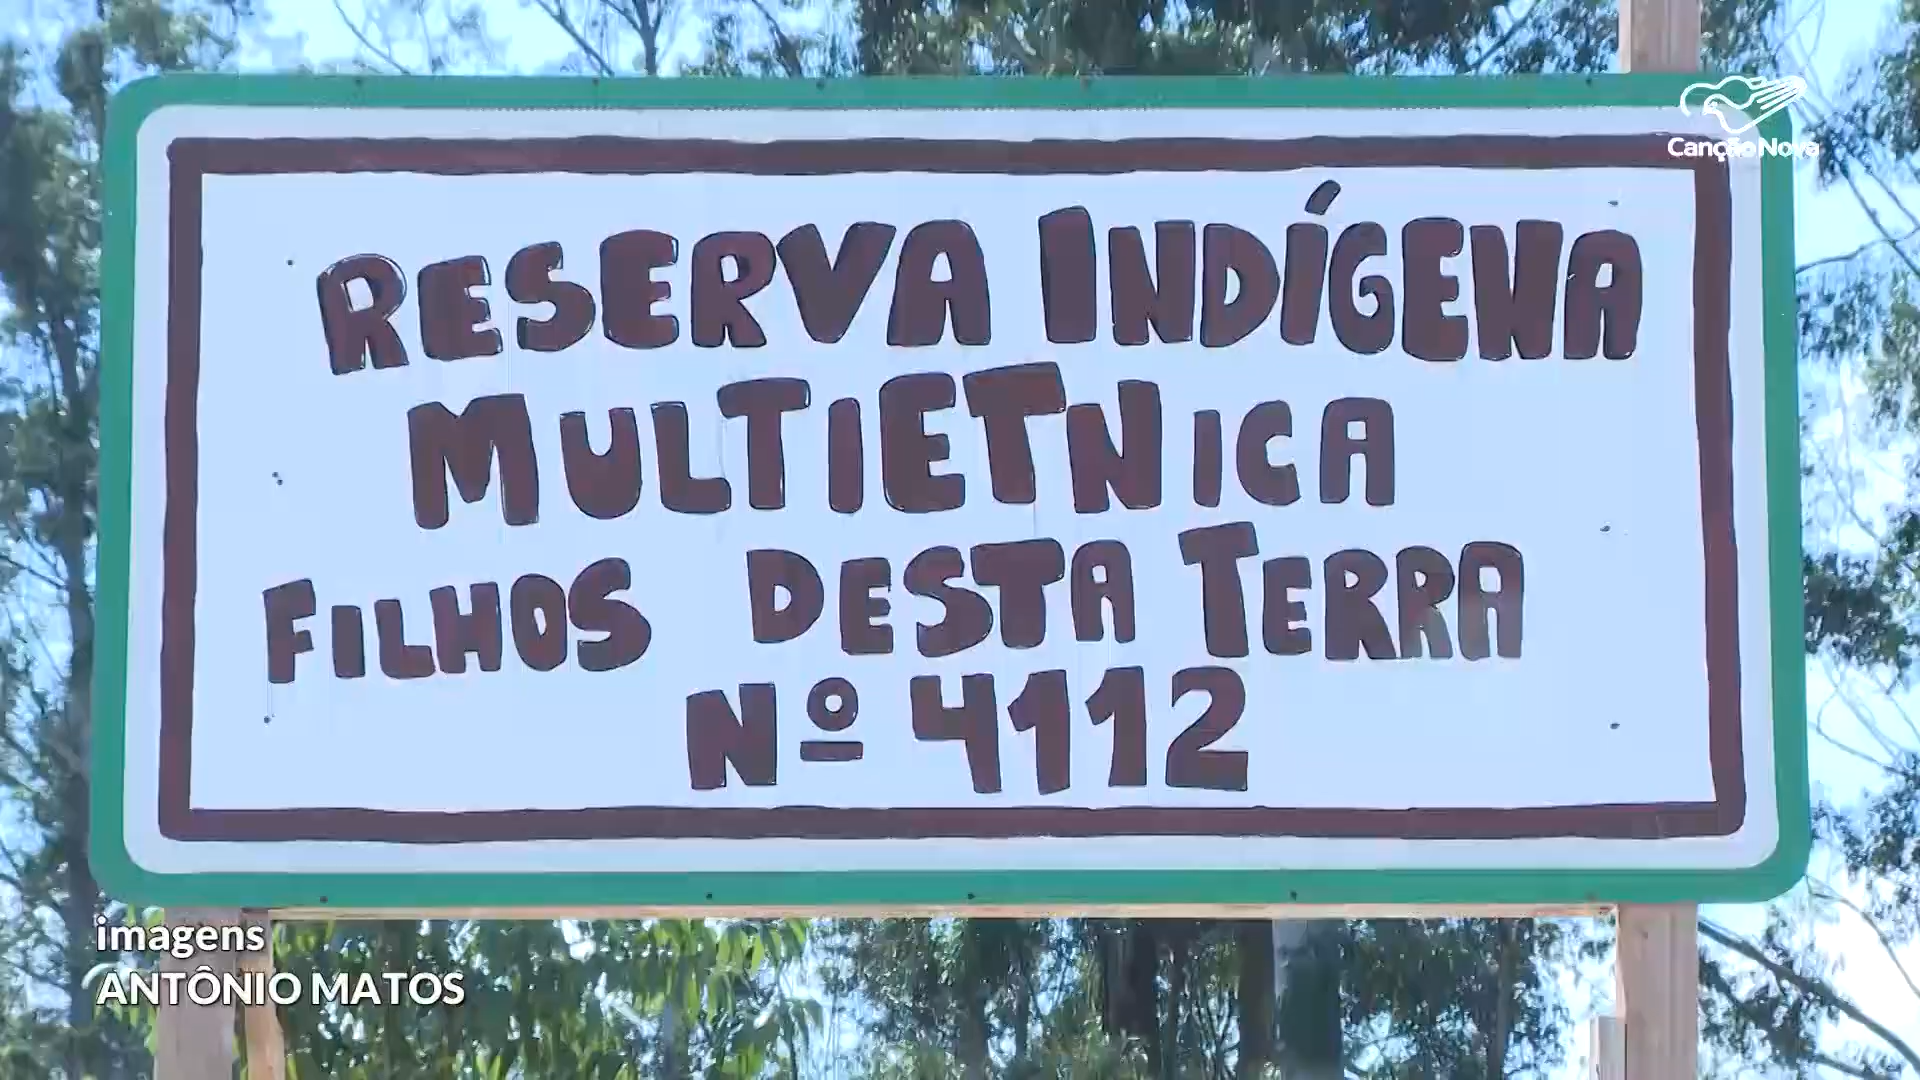 Canção Nova
RESERVA INDÍGENA
MULTIETNICA
FILHOS DESTA TERRA
Nº 4112
imagens
ANTÔNIO MATOS